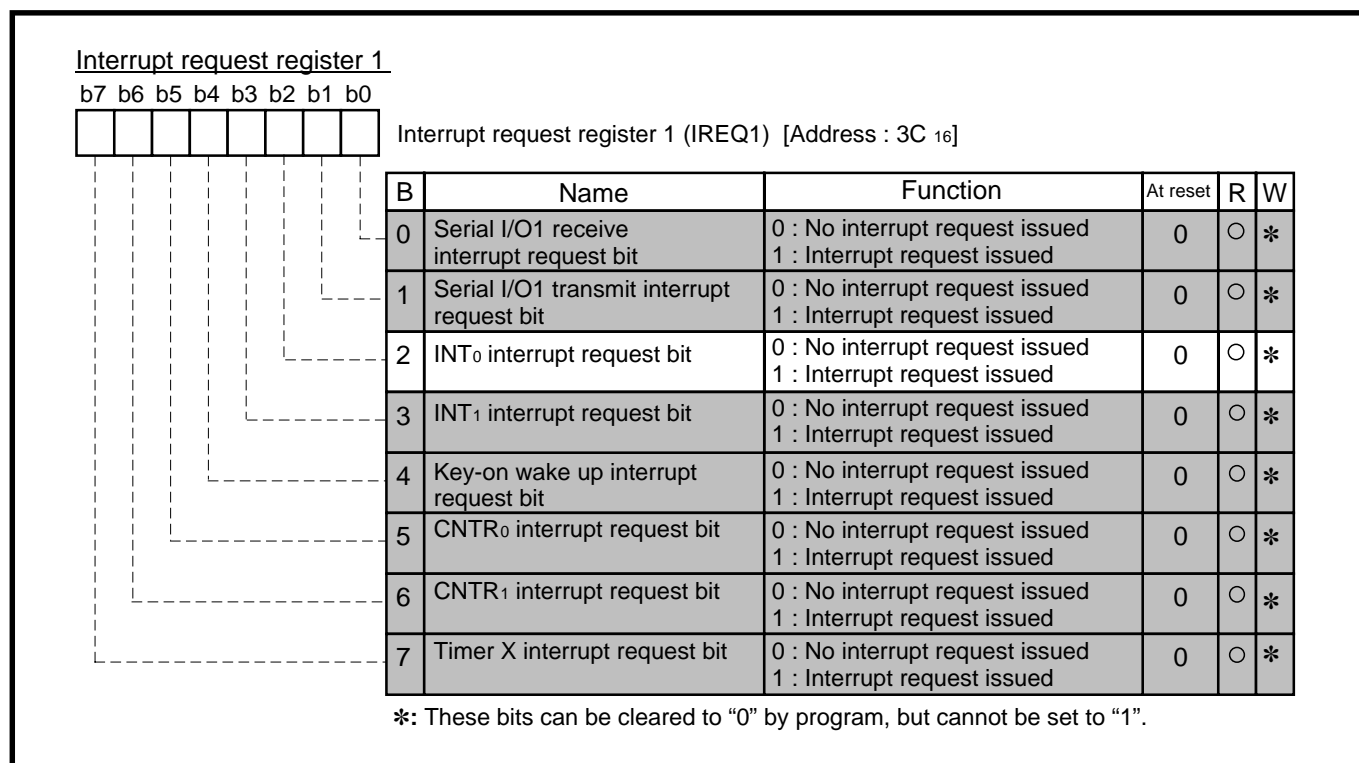 Interrupt request register 1
b7 b6 b5 b4 b3 b2 b1 b0
Interrupt request register 1 (IREQ1) [Address : 3C 16]
B Name Function At reset R W
0 Serial I/O1 receive interrupt request bit 0 : No interrupt request issued 1 : Interrupt request issued 0 ○ ✻
1 Serial I/O1 transmit interrupt request bit 0 : No interrupt request issued 1 : Interrupt request issued 0 ○ ✻
2 INT0 interrupt request bit 0 : No interrupt request issued 1 : Interrupt request issued 0 ○ ✻
3 INT1 interrupt request bit 0 : No interrupt request issued 1 : Interrupt request issued 0 ○ ✻
4 Key-on wake up interrupt request bit 0 : No interrupt request issued 1 : Interrupt request issued 0 ○ ✻
5 CNTR0 interrupt request bit 0 : No interrupt request issued 1 : Interrupt request issued 0 ○ ✻
6 CNTR1 interrupt request bit 0 : No interrupt request issued 1 : Interrupt request issued 0 ○ ✻
7 Timer X interrupt request bit 0 : No interrupt request issued 1 : Interrupt request issued 0 ○ ✻
✻: These bits can be cleared to “0” by program, but cannot be set to “1”.